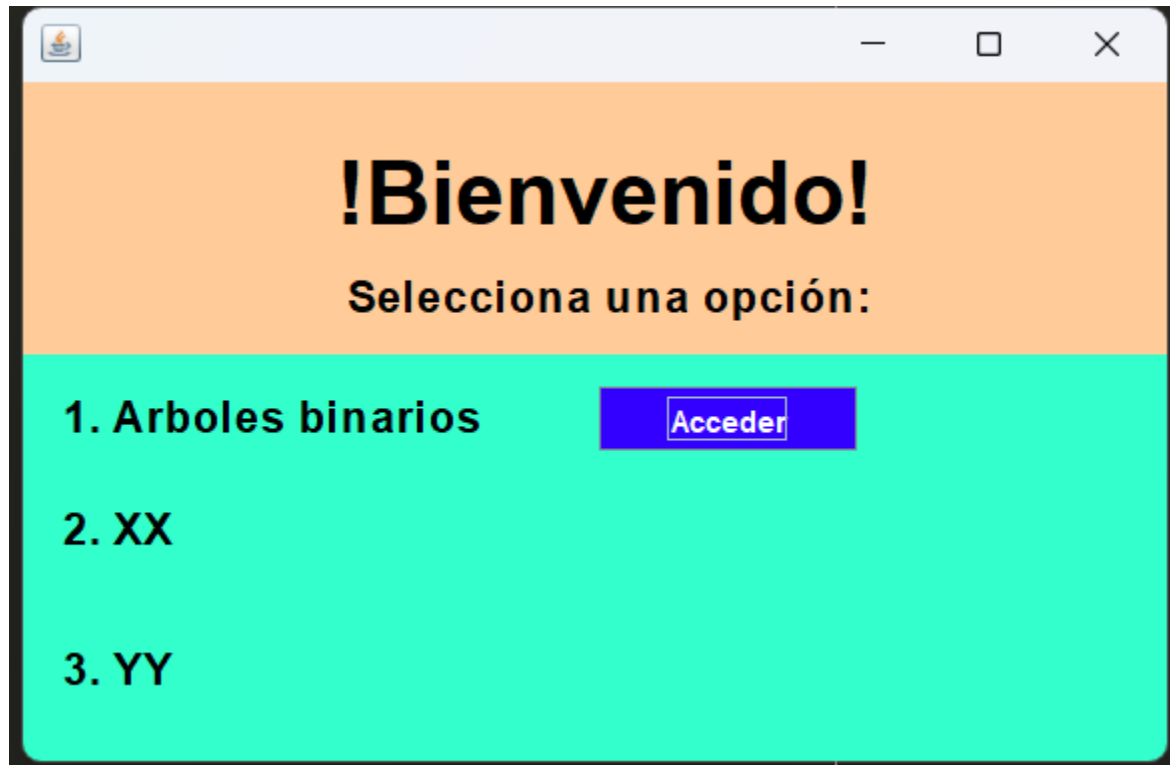 !Bienvenido!
Selecciona una opción:
1. Arboles binarios
Acceder
2. XX
3. YY